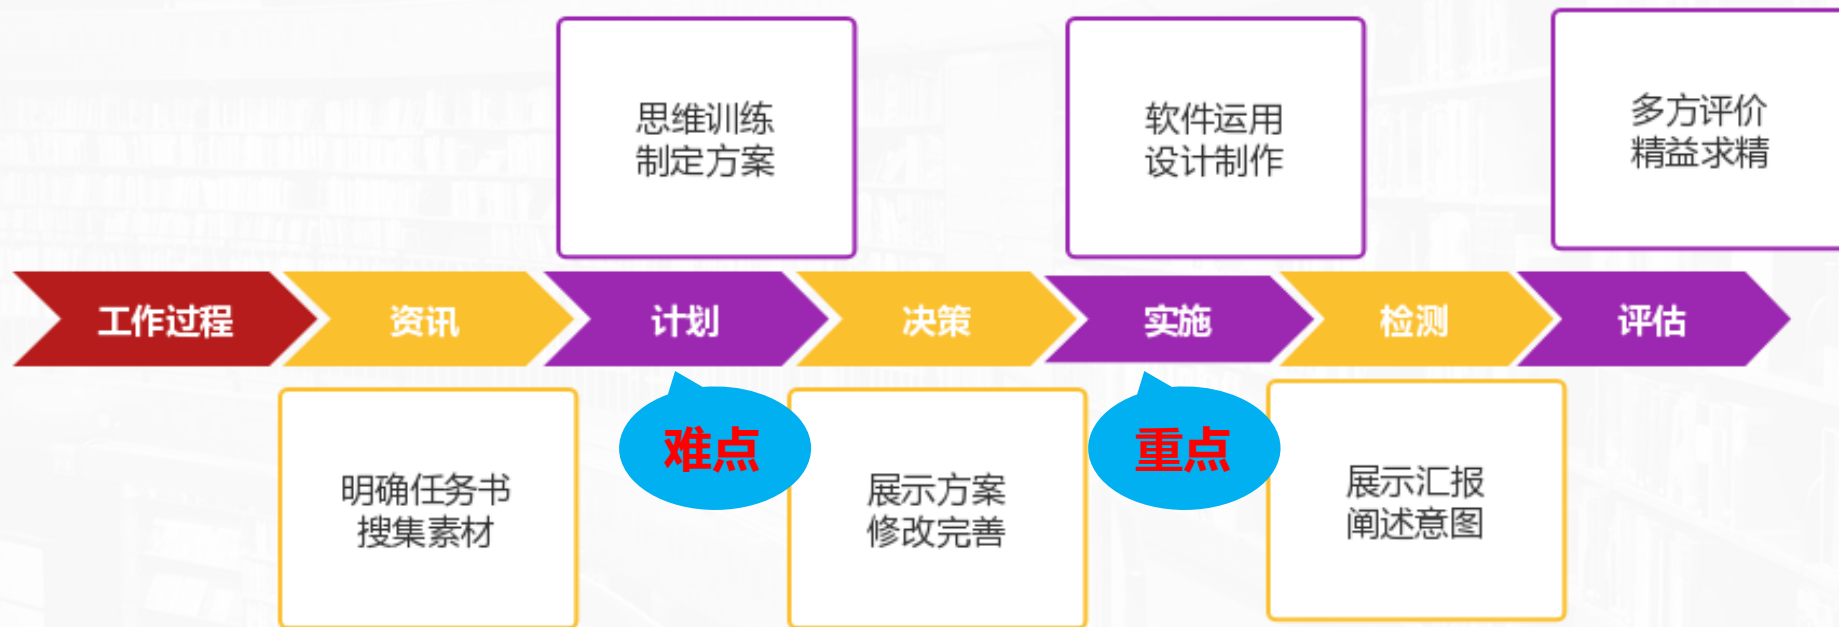 思维训练
制定方案
软件运用
设计制作
多方评价
精益求精
工作过程
资讯
计划
决策
实施
检测
评估
难点
重点
明确任务书
搜集素材
展示方案
修改完善
展示汇报
阐述意图